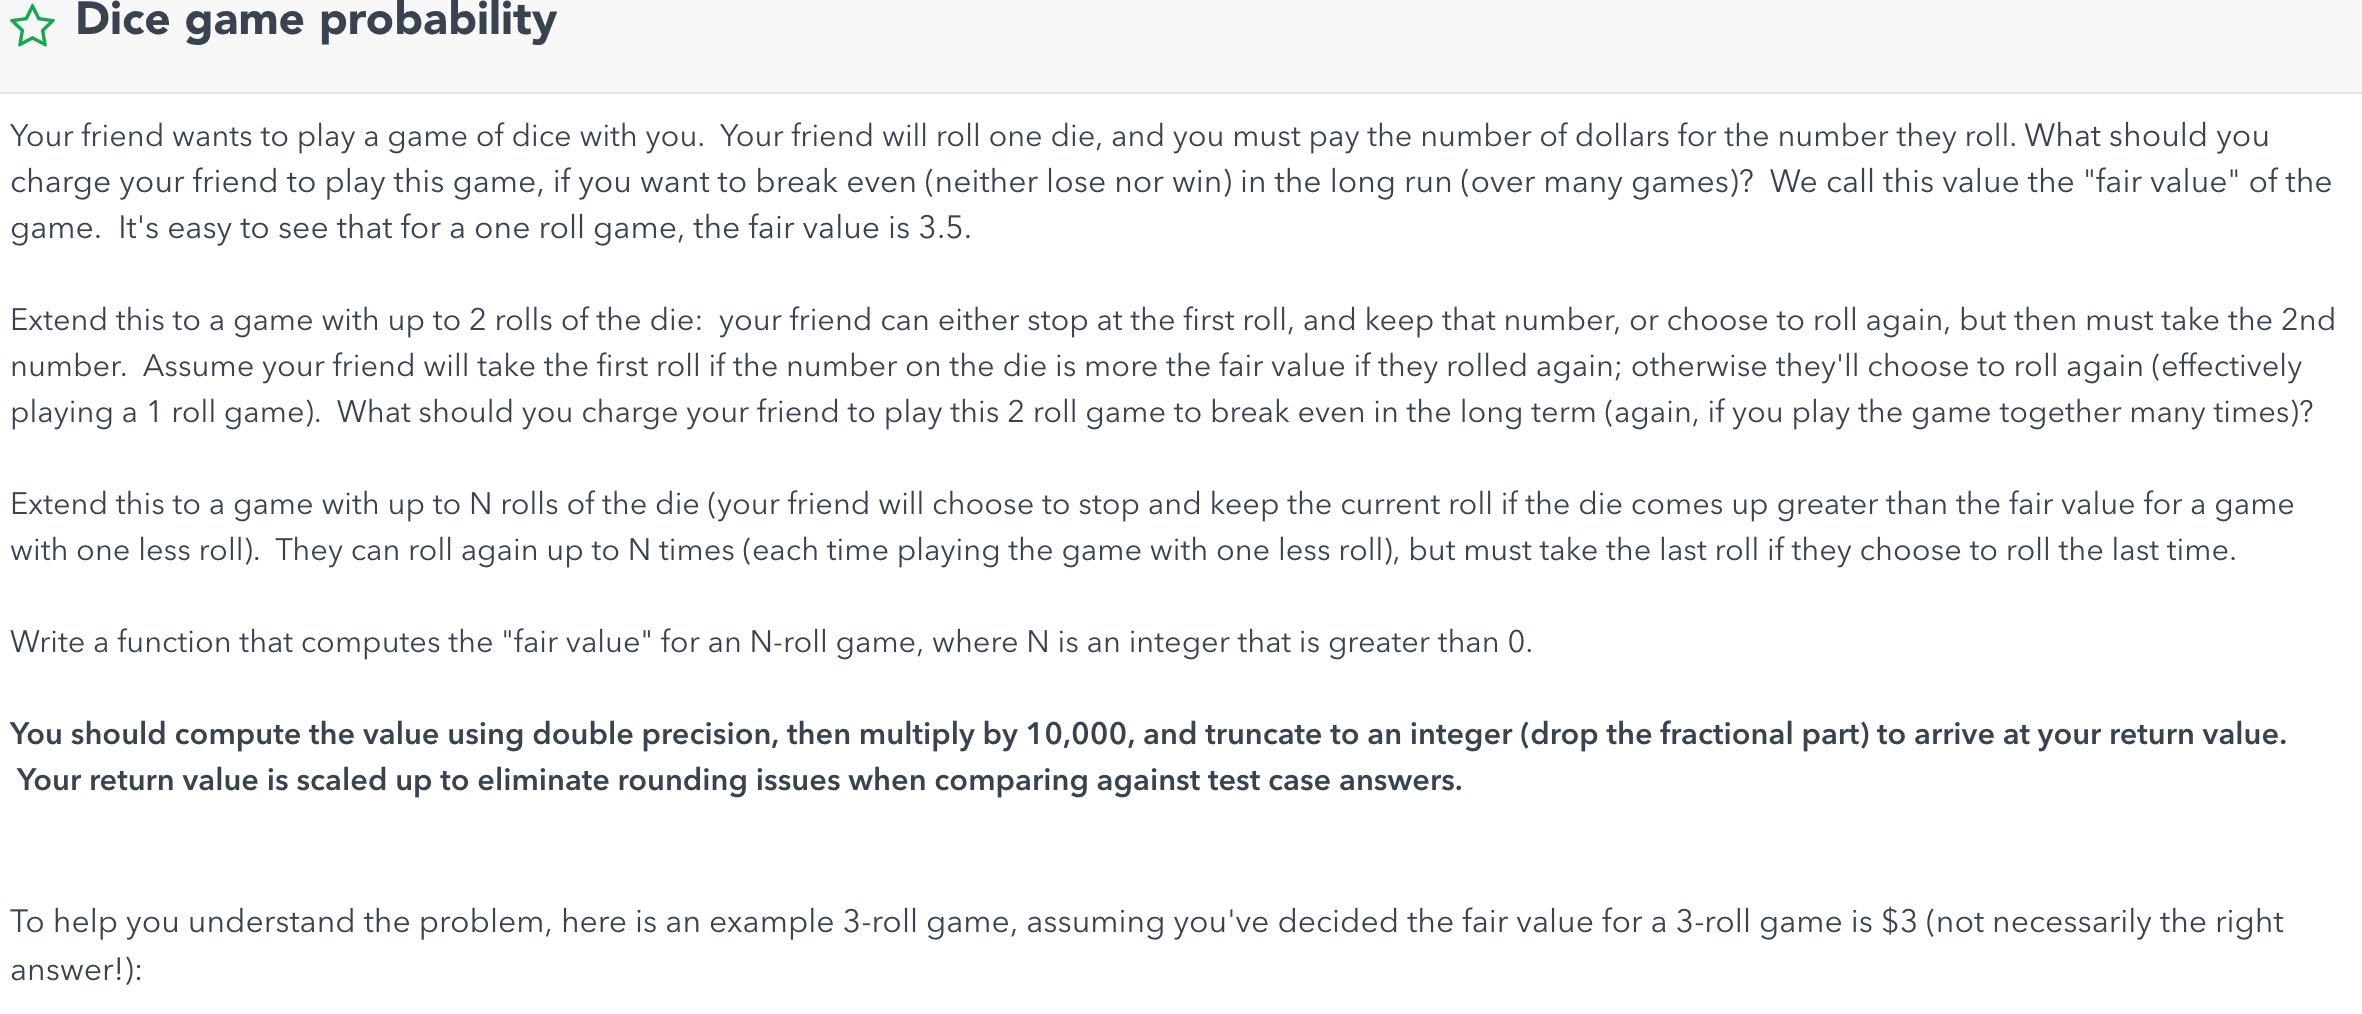 Dice game probability
Your friend wants to play a game of dice with you.  Your friend will roll one die, and you must pay the number of dollars for the number they roll. What should you
charge your friend to play this game, if you want to break even (neither lose nor win) in the long run (over many games)?  We call this value the "fair value" of the
game.  It's easy to see that for a one roll game, the fair value is 3.5.
Extend this to a game with up to 2 rolls of the die:  your friend can either stop at the first roll, and keep that number, or choose to roll again, but then must take the 2nd
number.  Assume your friend will take the first roll if the number on the die is more the fair value if they rolled again; otherwise they'll choose to roll again (effectively
playing a 1 roll game).  What should you charge your friend to play this 2 roll game to break even in the long term (again, if you play the game together many times)?
Extend this to a game with up to N rolls of the die (your friend will choose to stop and keep the current roll if the die comes up greater than the fair value for a game
with one less roll).  They can roll again up to N times (each time playing the game with one less roll), but must take the last roll if they choose to roll the last time.
Write a function that computes the "fair value" for an N-roll game, where N is an integer that is greater than 0.
You should compute the value using double precision, then multiply by 10,000, and truncate to an integer (drop the fractional part) to arrive at your return value.
Your return value is scaled up to eliminate rounding issues when comparing against test case answers.
To help you understand the problem, here is an example 3-roll game, assuming you've decided the fair value for a 3-roll game is $3 (not necessarily the right
answer!):